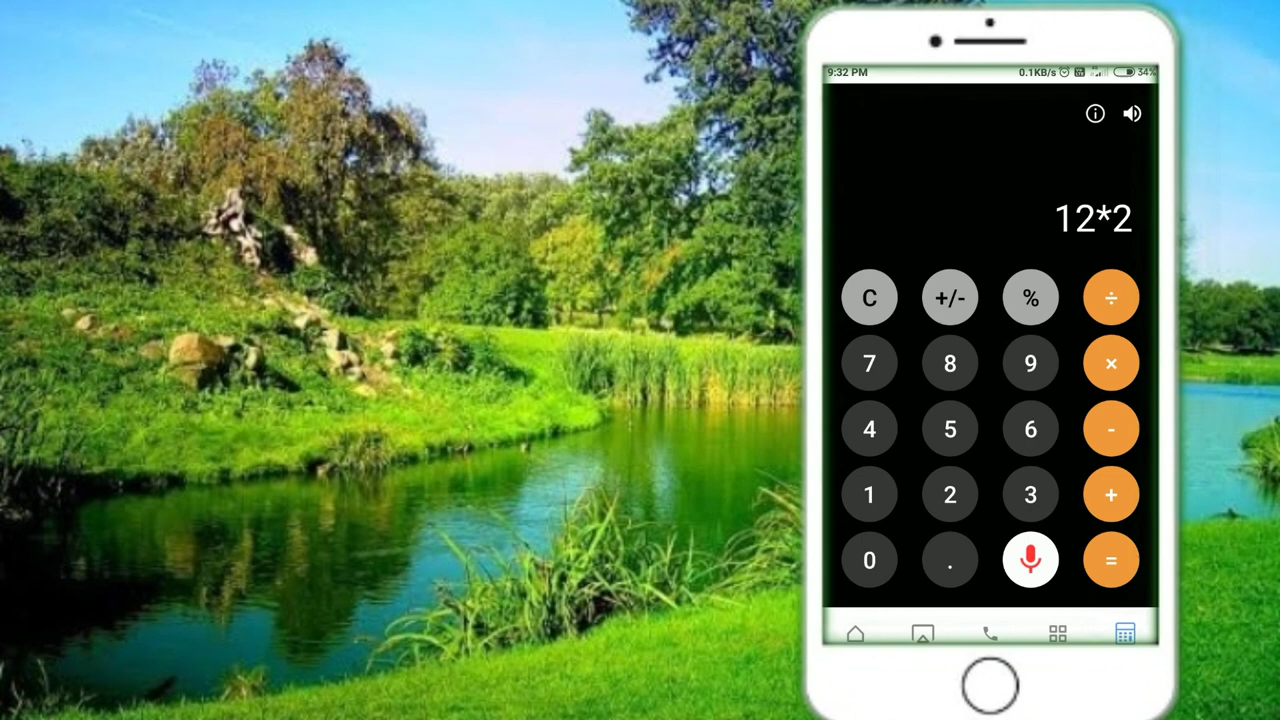 9:32 PM 0.1KB/s 34%
12*2
C +/- % ÷
7 8 9 ×
4 5 6 -
1 2 3 +
0 . =